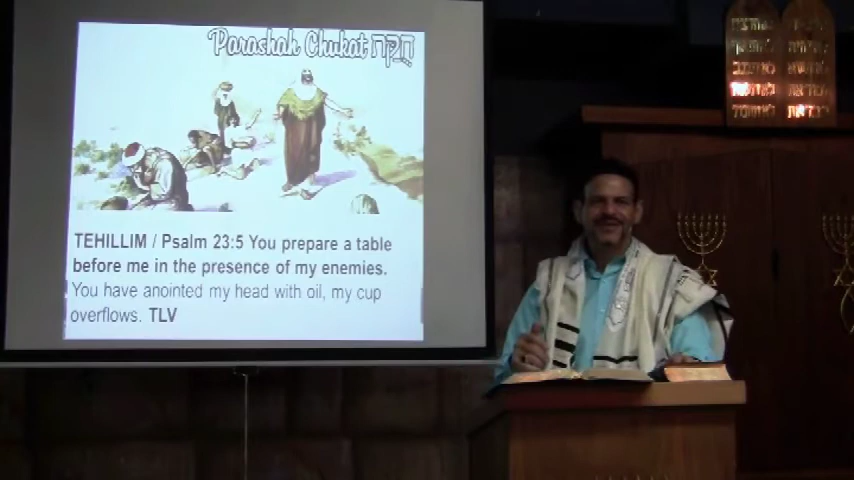 Parashah Chukat חֻקַּת
TEHILLIM / Psalm 23:5 You prepare a table
before me in the presence of my enemies.
You have anointed my head with oil, my cup
overflows. TLV